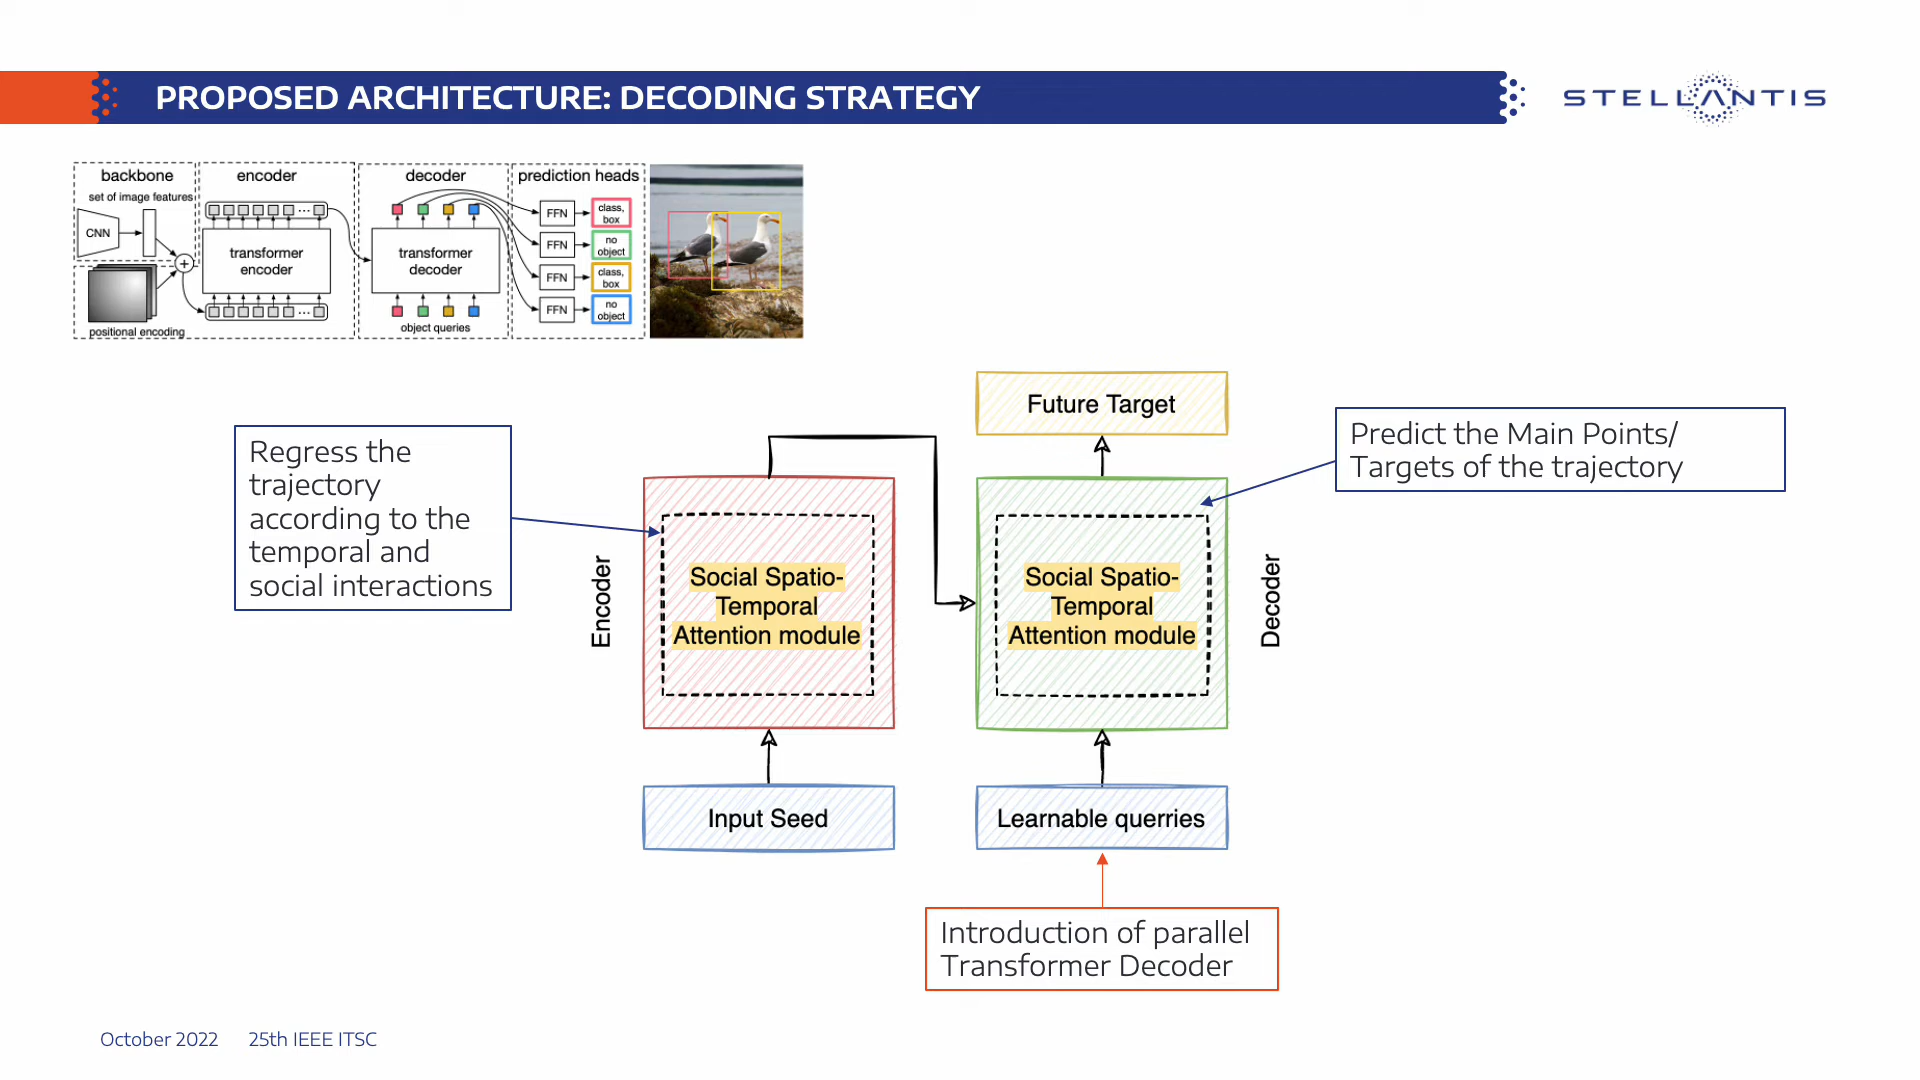 PROPOSED ARCHITECTURE: DECODING STRATEGY
STELLANTIS
backbone
set of image features
CNN
+
positional encoding
encoder
...
transformer
encoder
...
decoder
transformer
decoder
object queries
prediction heads
FFN
class,
box
FFN
no
object
FFN
class,
box
FFN
no
object
Future Target
Regress the
trajectory
according to the
temporal and
social interactions
Predict the Main Points/
Targets of the trajectory
Encoder
Social Spatio-
Temporal
Attention module
Social Spatio-
Temporal
Attention module
Decoder
Input Seed
Learnable querries
Introduction of parallel
Transformer Decoder
October 2022 25th IEEE ITSC